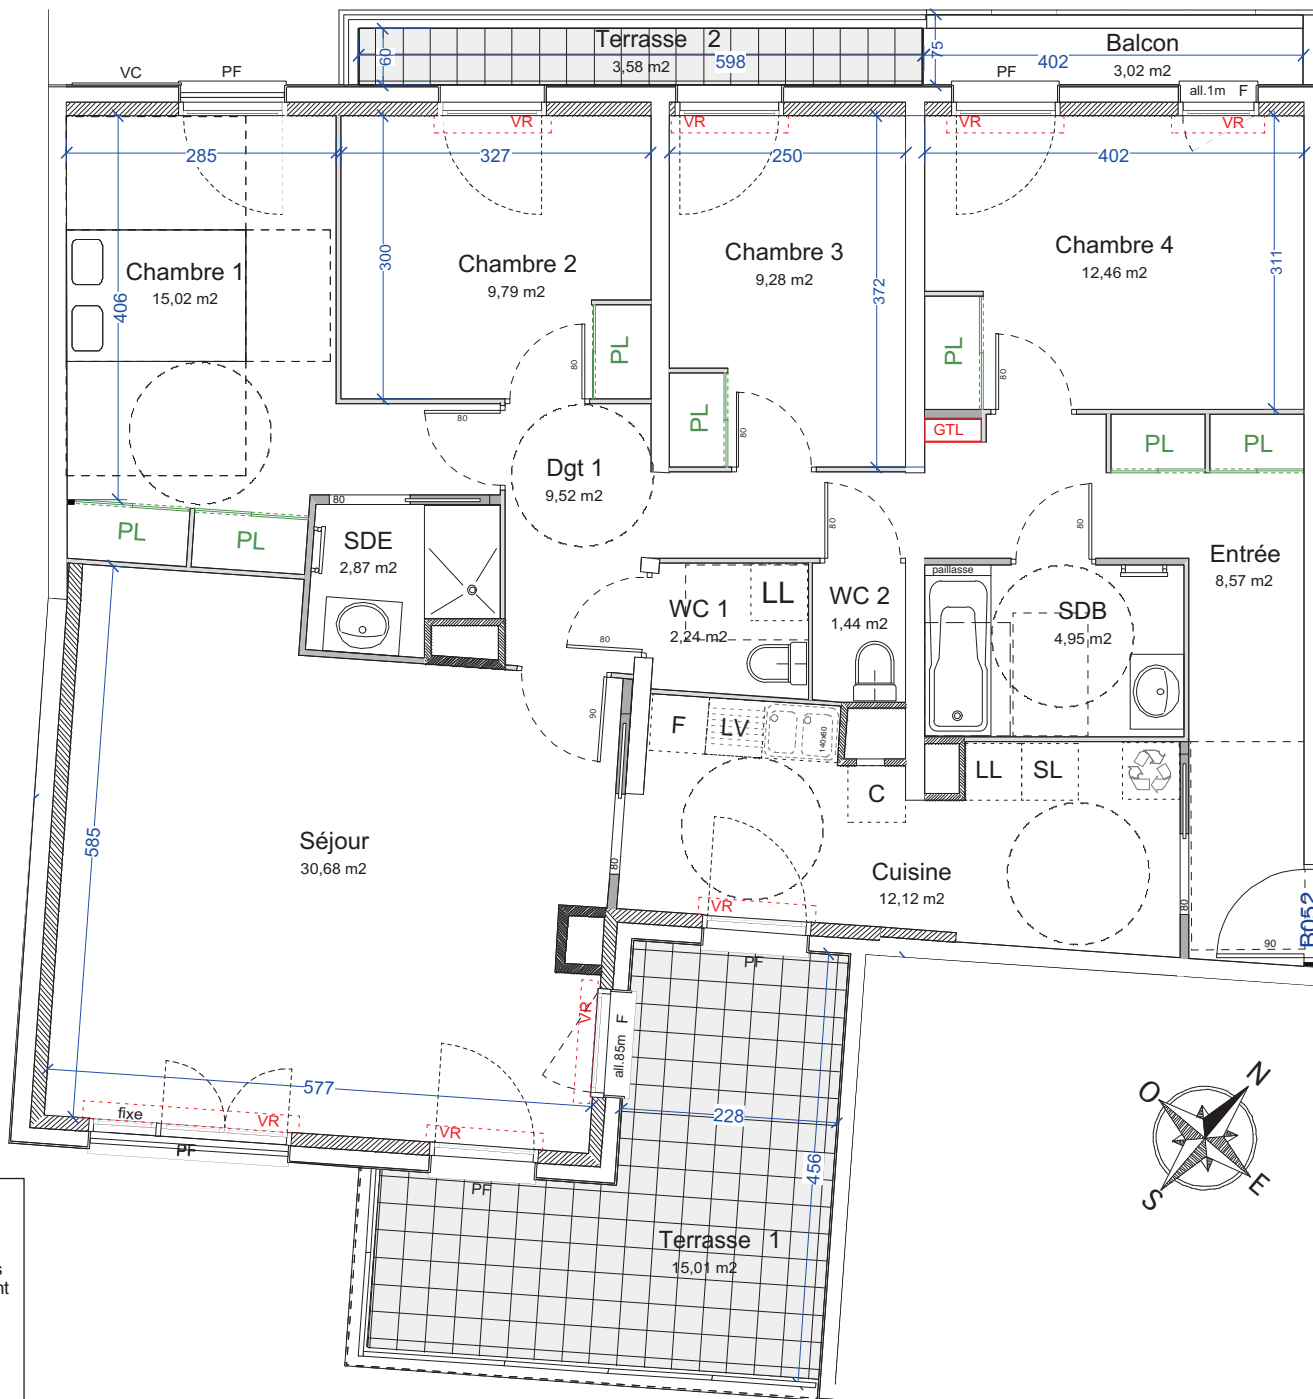 Terrasse 2
3,58 m2
598
60
75
402
Balcon
3,02 m2
VC
PF
PF
all.1m F
VR
VR
VR
VR
285
327
250
402
406
300
372
311
Chambre 1
15,02 m2
Chambre 2
9,79 m2
Chambre 3
9,28 m2
Chambre 4
12,46 m2
PL
PL
PL
GTL
PL
PL
80
80
80
80
Dgt 1
9,52 m2
PL
PL
80
SDE
2,87 m2
80
80
Entrée
8,57 m2
WC 1
2,24 m2
LL
WC 2
1,44 m2
paillasse
SDB
4,95 m2
80
90
F
LV
140x60
C
LL
SL
Séjour
30,68 m2
585
80
Cuisine
12,12 m2
80
90
B052
VR
PF
VR
all.85m F
577
228
456
fixe
VR
VR
PF
PF
Terrasse 1
15,01 m2
N
O
E
S
s
nt